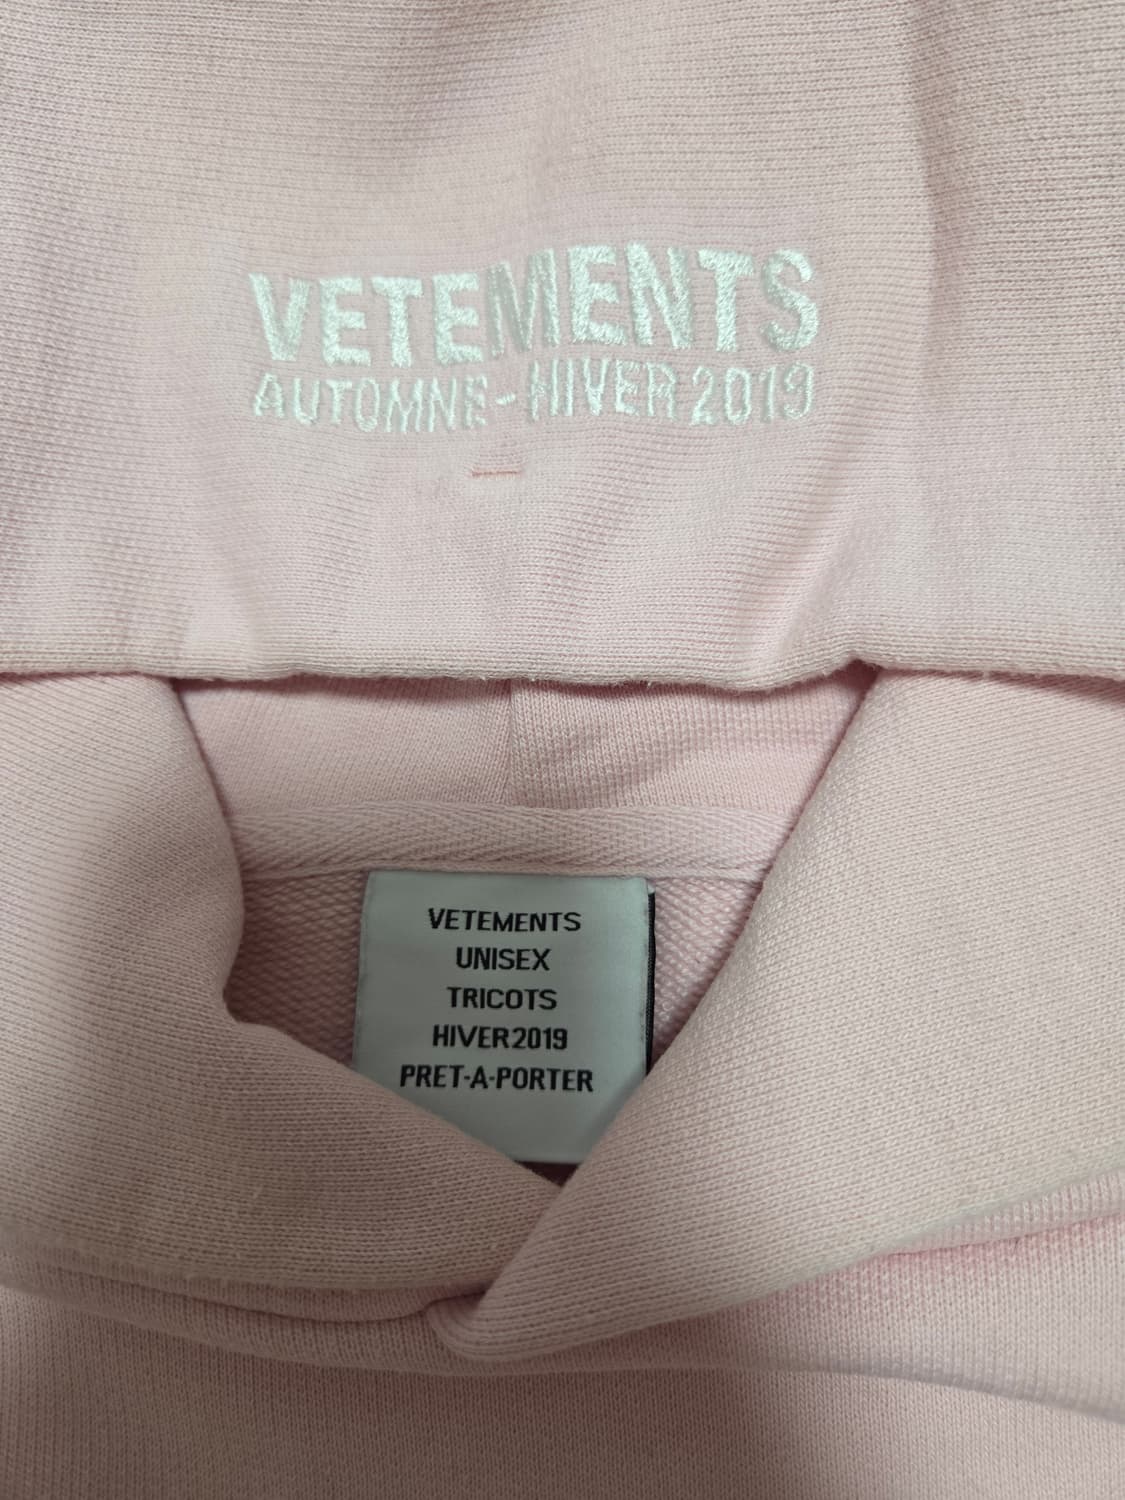 VETEMENTS
AUTOMNE-HIVER 2019
VETEMENTS
UNISEX
TRICOTS
HIVER2019
PRET-A-PORTER